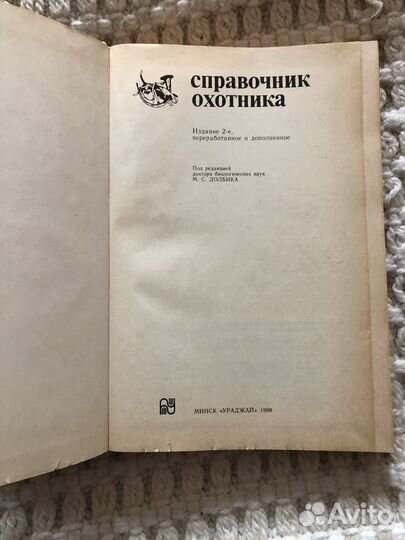 справочник
охотника
Издание 2-е,
переработанное и дополненное
Под редакцией
доктора биологических наук
М. С. ДОЛБИКА
МИНСК «УРАДЖАЙ» 1988
Avito